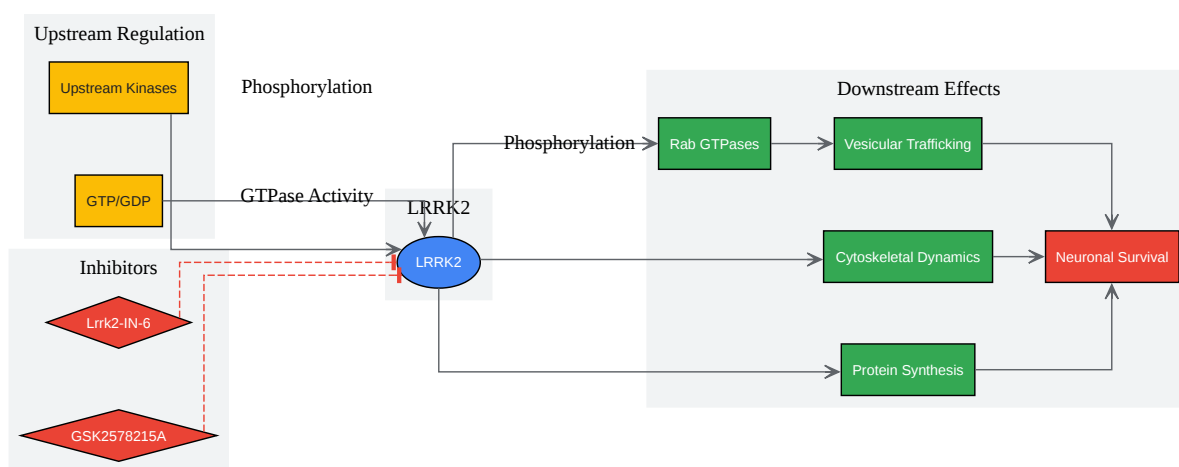 Upstream Regulation
Upstream Kinases
Phosphorylation
GTP/GDP
GTPase Activity
Inhibitors
Lrrk2-IN-6
GSK2578215A
LRRK2
LRRK2
Phosphorylation
Downstream Effects
Rab GTPases
Vesicular Trafficking
Cytoskeletal Dynamics
Neuronal Survival
Protein Synthesis